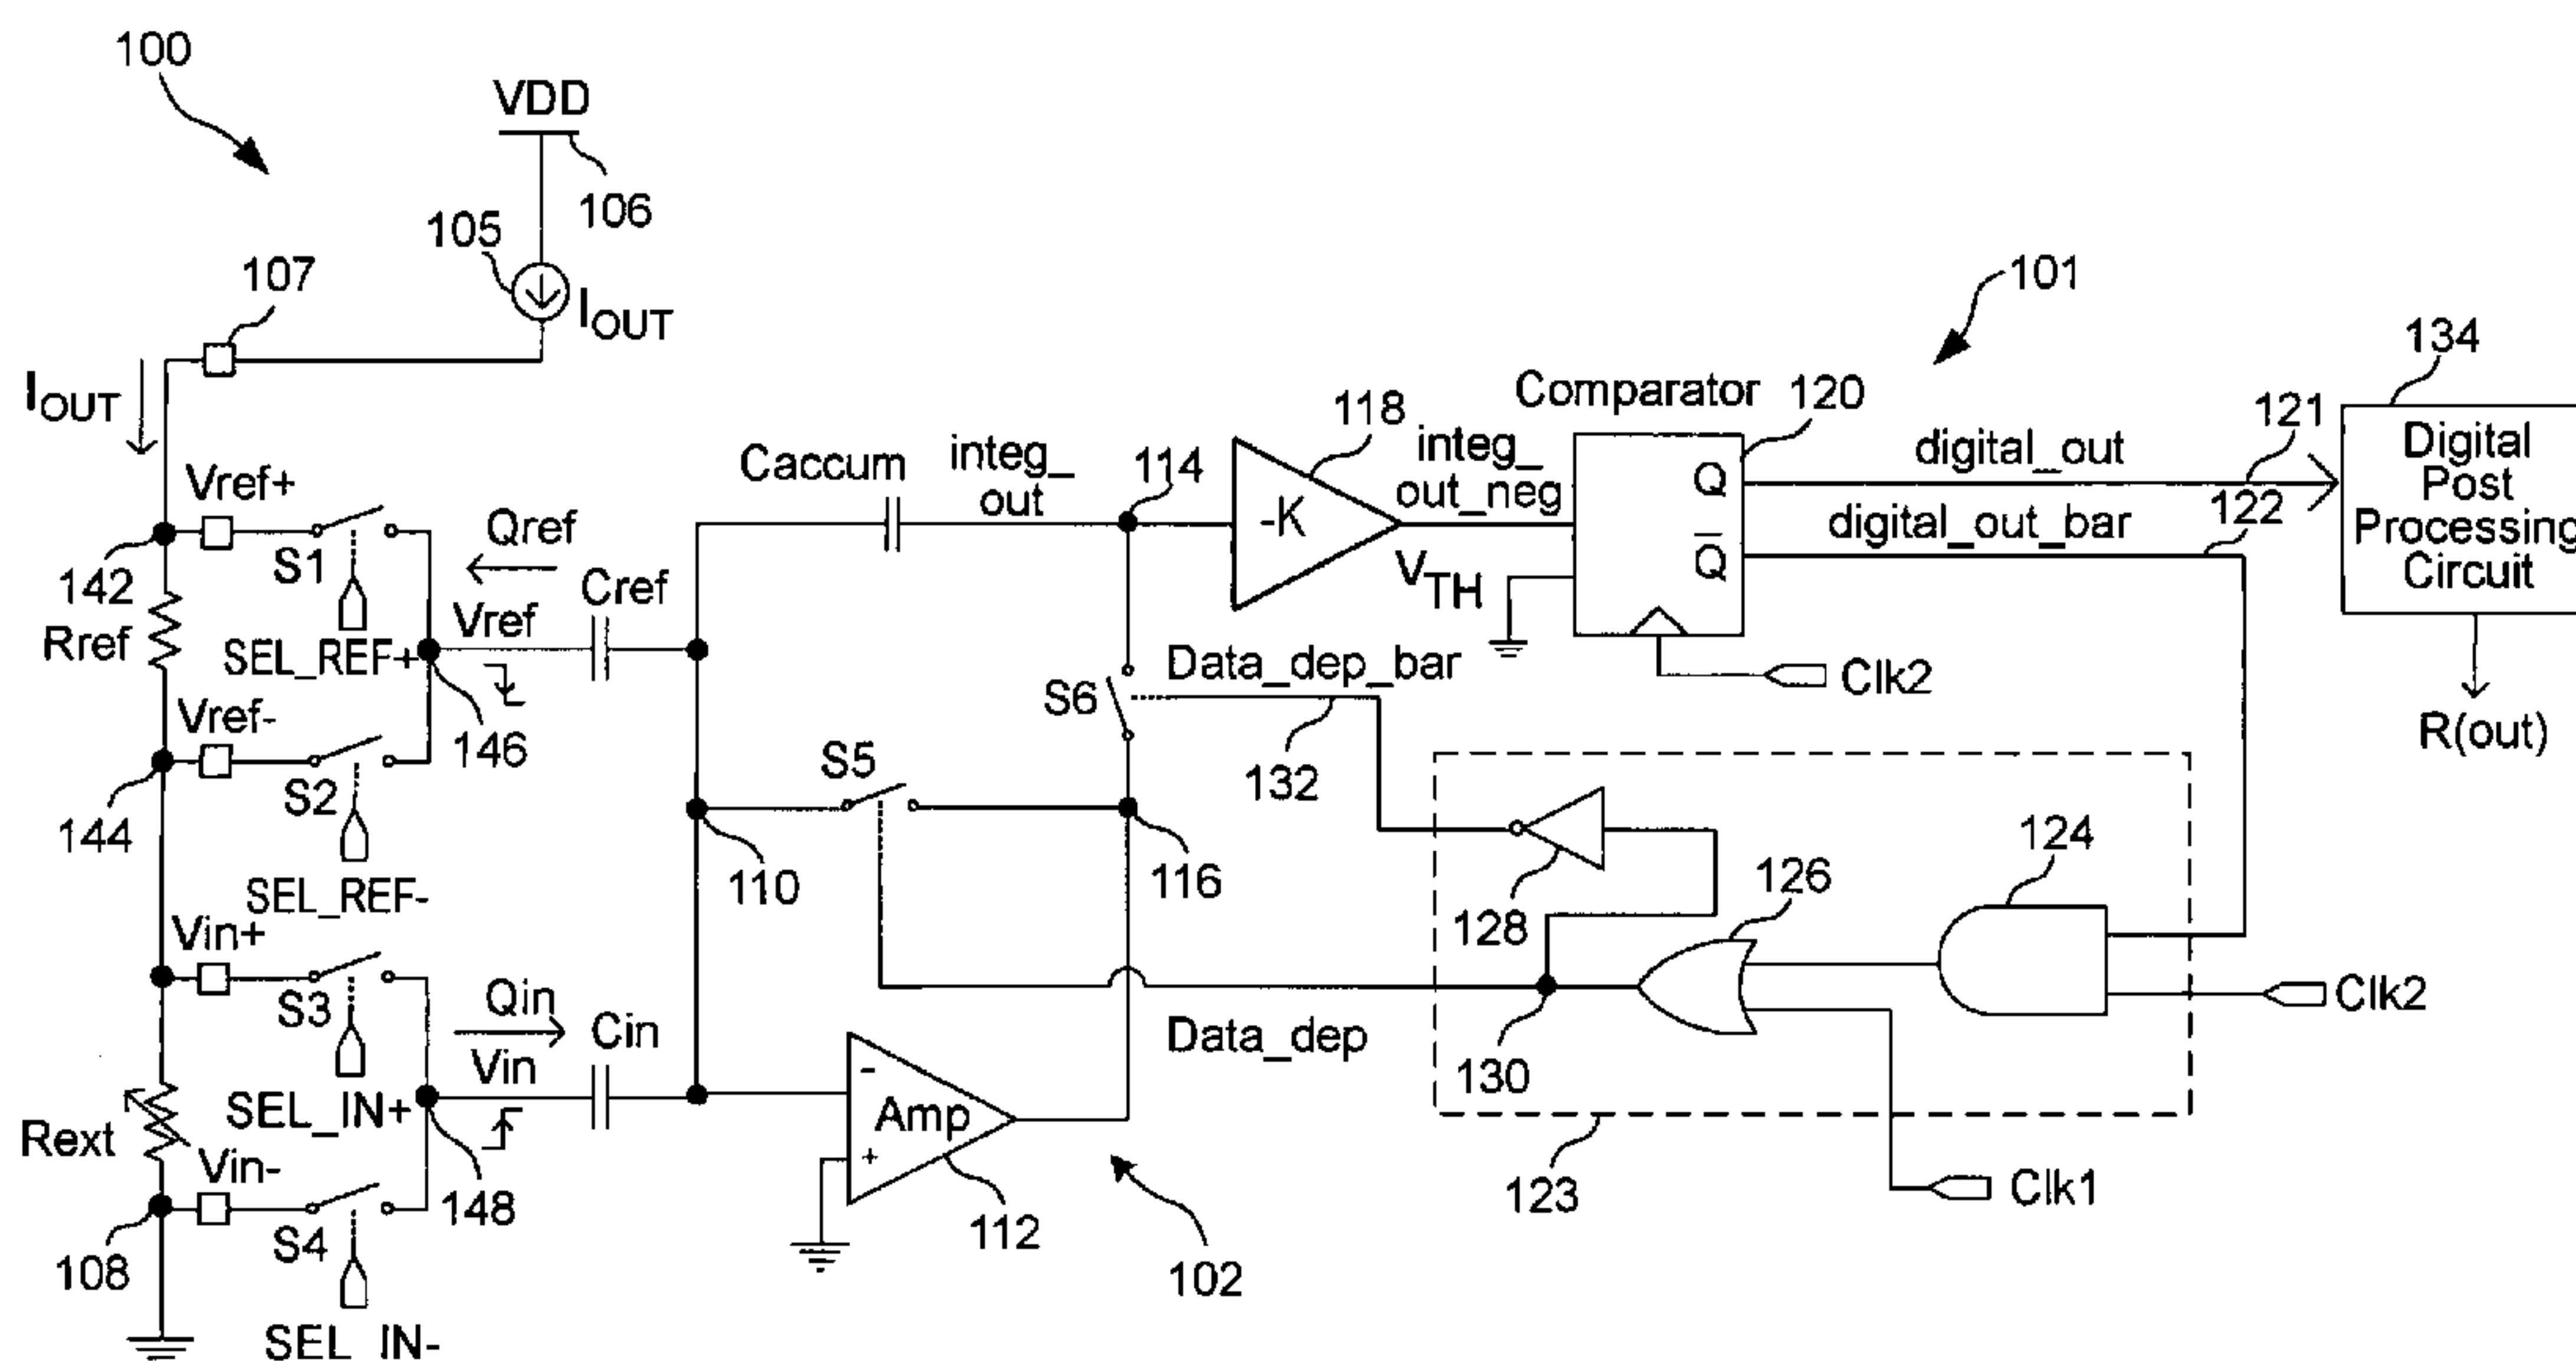 100
VDD
106
105
I_OUT
107
I_OUT
101
134
Digital
Post
Processing
Circuit
R(out)
Comparator
120
121
digital_out
Q
digital_out_bar
122
Q̅
118
-K
integ_
out_neg
V_TH
Clk2
Caccum
integ_
out
114
Vref+
S1
142
Rref
SEL_REF+
Qref
Vref
Cref
146
Vref-
S2
144
SEL_REF-
S5
S6
Data_dep_bar
132
110
116
124
126
128
Clk2
Vin+
S3
Qin
Vin
Cin
SEL_IN+
Rext
Vin-
148
S4
108
SEL_IN-
-
Amp
+
112
102
Data_dep
130
123
Clk1